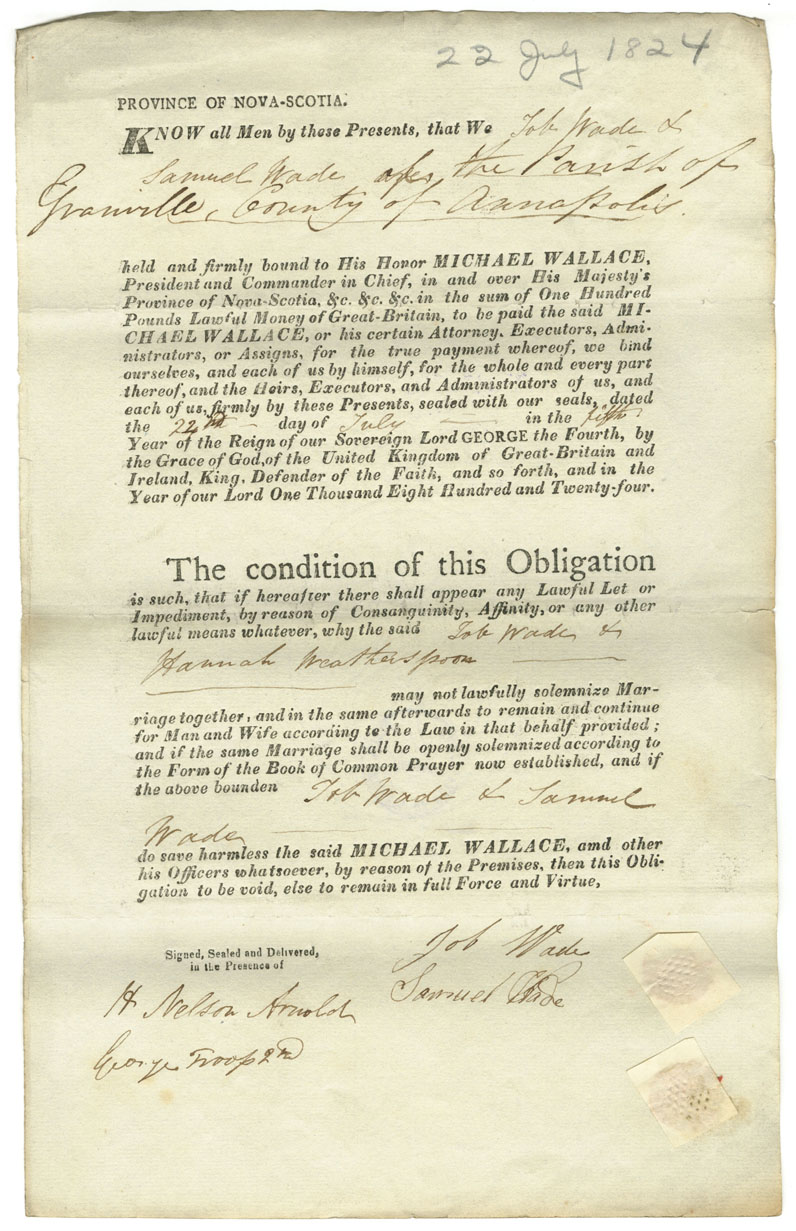 22 July 1824
PROVINCE OF NOVA-SCOTIA.
KNOW all Men by these Presents, that We Job Wade &
Samuel Wade of the Parish of
Granville, County of Annapolis.
held and firmly bound to His Honor MICHAEL WALLACE,
President and Commander in Chief, in and over His Majesty's
Province of Nova-Scotia, &c. &c. &c. in the sum of One Hundred
Pounds Lawful Money of Great-Britain, to be paid the said MI-
CHAEL WALLACE, or his certain Attorney, Executors, Admi-
nistrators, or Assigns, for the true payment whereof, we bind
ourselves, and each of us by himself, for the whole and every part
thereof, and the Heirs, Executors, and Administrators of us, and
each of us, firmly by these Presents, sealed with our seals, dated
the 22nd day of July in the fifth
Year of the Reign of our Sovereign Lord GEORGE the Fourth, by
the Grace of God, of the United Kingdom of Great-Britain and
Ireland, King, Defender of the Faith, and so forth, and in the
Year of our Lord One Thousand Eight Hundred and Twenty-four.
The condition of this Obligation
is such, that if hereafter there shall appear any Lawful Let or
Impediment, by reason of Consanguinity, Affinity, or any other
lawful means whatever, why the said Job Wade &
Hannah Weatherspoon
may not lawfully solemnize Mar-
riage together, and in the same afterwards to remain and continue
for Man and Wife according to the Law in that behalf provided;
and if the same Marriage shall be openly solemnized according to
the Form of the Book of Common Prayer now established, and if
the above bounden Job Wade & Samuel
Wade
do save harmless the said MICHAEL WALLACE, amd other
his Officers whatsoever, by reason of the Premises, then this Obli-
gation to be void, else to remain in full Force and Virtue,
Signed, Sealed and Delivered,
in the Presence of
Job Wade
Samuel Wade
H Nelson Arnold
George Troop 2nd